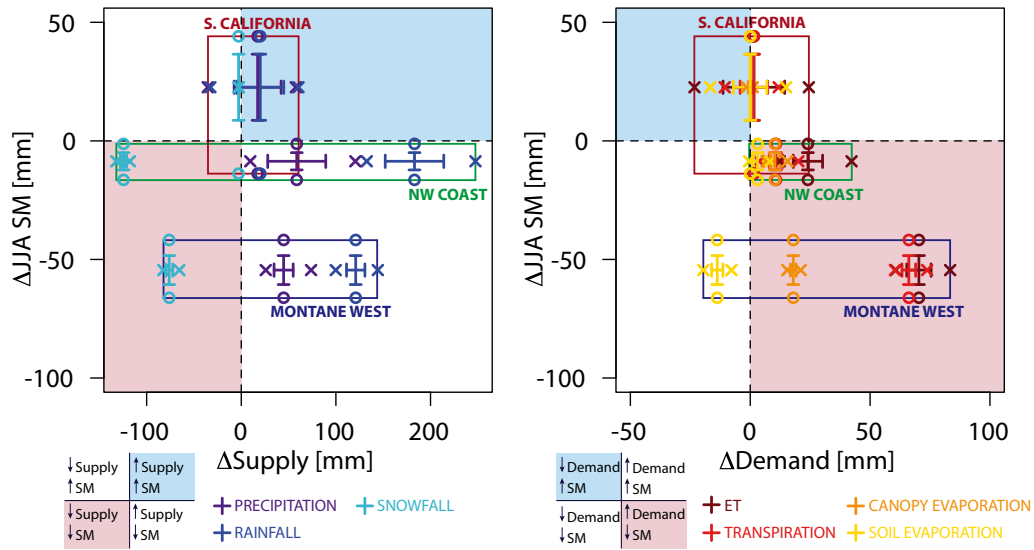 50
S. CALIFORNIA
0
NW COAST
-50
MONTANE WEST
-100
ΔJJA SM [mm]
-100 0 100 200
ΔSupply [mm]
↓ Supply ↑ Supply
↑ SM ↑ SM
↓ Supply ↑ Supply
↓ SM ↓ SM
PRECIPITATION SNOWFALL
RAINFALL
50
S. CALIFORNIA
0
NW COAST
-50
MONTANE WEST
-100
ΔJJA SM [mm]
-50 0 50 100
ΔDemand [mm]
↓ Demand ↑ Demand
↑ SM ↑ SM
↓ Demand ↑ Demand
↓ SM ↓ SM
ET CANOPY EVAPORATION
TRANSPIRATION SOIL EVAPORATION